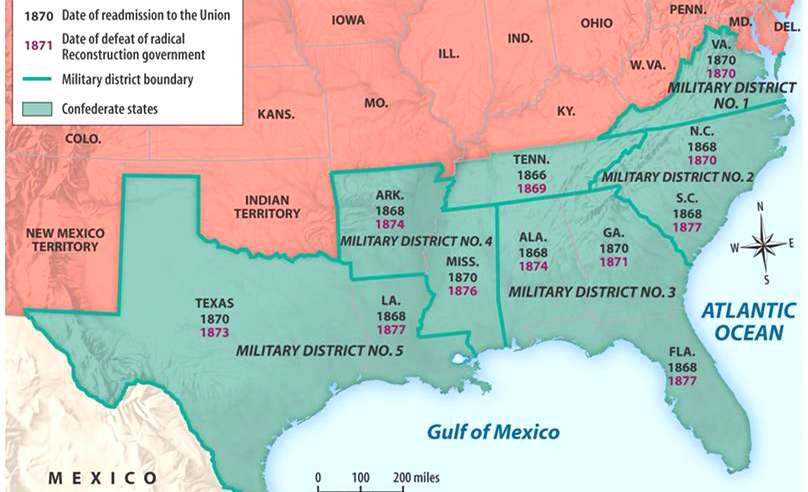 1870 Date of readmission to the Union
1871 Date of defeat of radical
Reconstruction government
Military district boundary
Confederate states
IOWA
ILL.
IND.
OHIO
PENN.
MD.
DEL.
W. VA.
VA.
1870
1870
MILITARY DISTRICT
NO. 1
COLO.
KANS.
MO.
KY.
N.C.
1868
1870
MILITARY DISTRICT NO. 2
TENN.
1866
1869
S.C.
1868
1877
NEW MEXICO
TERRITORY
INDIAN
TERRITORY
ARK.
1868
1874
MILITARY DISTRICT NO. 4
MISS.
1870
1876
ALA.
1868
1874
GA.
1870
1871
MILITARY DISTRICT NO. 3
N
W
E
S
TEXAS
1870
1873
LA.
1868
1877
MILITARY DISTRICT NO. 5
ATLANTIC
OCEAN
FLA.
1868
1877
Gulf of Mexico
MEXICO
0 100 200 miles